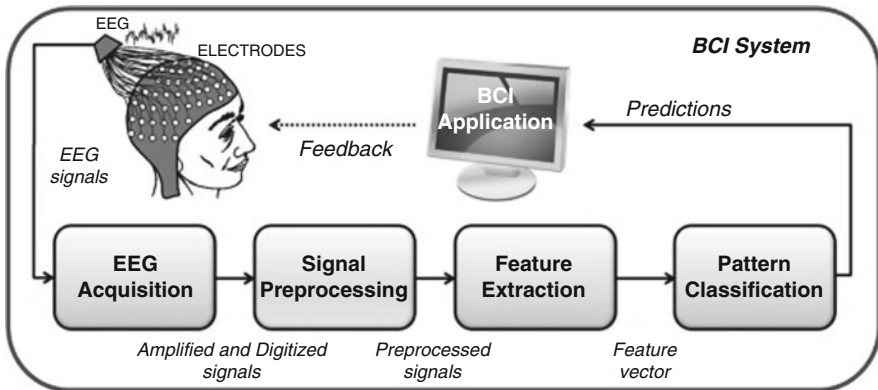 EEG
ELECTRODES
BCI System
BCI
Application
Predictions
Feedback
EEG
signals
EEG
Acquisition
Signal
Preprocessing
Feature
Extraction
Pattern
Classification
Amplified and Digitized
signals
Preprocessed
signals
Feature
vector